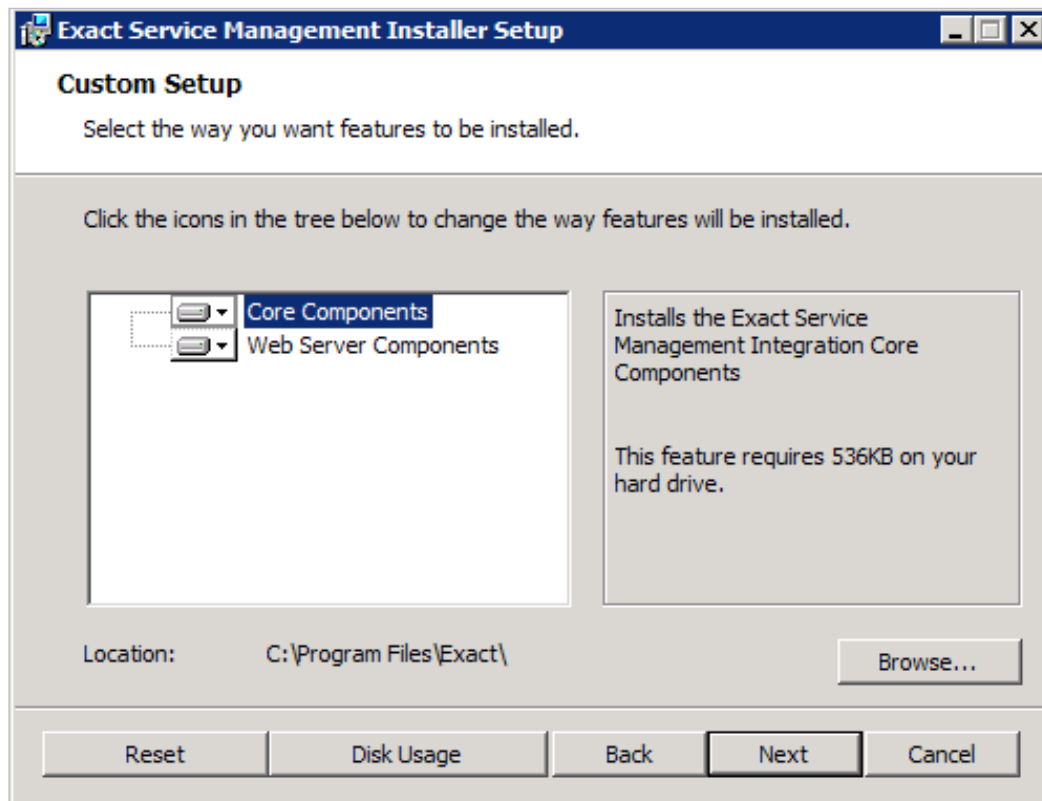 Exact Service Management Installer Setup
Custom Setup
Select the way you want features to be installed.
Click the icons in the tree below to change the way features will be installed.
Core Components
Web Server Components
Installs the Exact Service
Management Integration Core
Components
This feature requires 536KB on your
hard drive.
Location: C:\Program Files\Exact\
Browse...
Reset Disk Usage Back Next Cancel